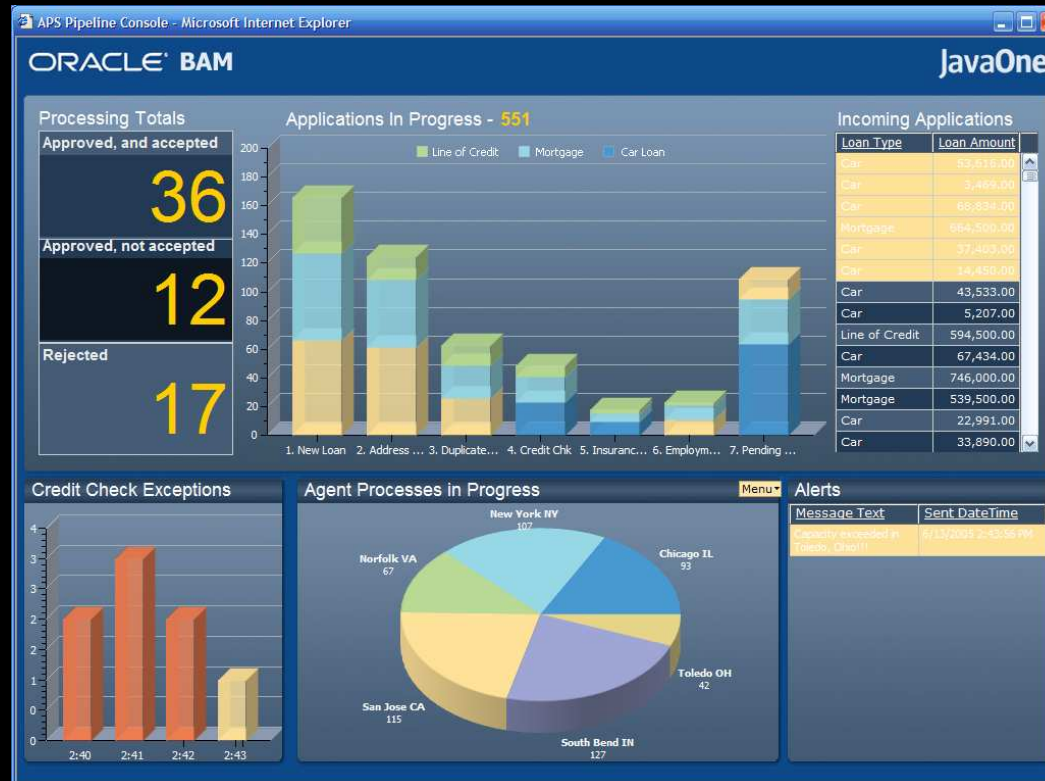 APS Pipeline Console - Microsoft Internet Explorer
ORACLE BAM
JavaOne
Processing Totals
Approved, and accepted
36
Approved, not accepted
12
Rejected
17
Applications In Progress - 551
Line of Credit Mortgage Car Loan
200
180
160
140
120
100
80
60
40
20
0
1. New Loan 2. Address ... 3. Duplicate... 4. Credit Chk 5. Insuranc... 6. Employm... 7. Pending ...
Incoming Applications
Loan Type Loan Amount
Car 53,616.00
Car 3,469.00
Car 68,834.00
Mortgage 664,500.00
Car 37,403.00
Car 14,450.00
Car 43,533.00
Car 5,207.00
Line of Credit 594,500.00
Car 67,434.00
Mortgage 746,000.00
Mortgage 539,500.00
Car 22,991.00
Car 33,890.00
Credit Check Exceptions
4
3
3
2
2
1
0
0
2:40 2:41 2:42 2:43
Agent Processes in Progress
Menu
New York NY
107
Chicago IL
93
Norfolk VA
67
Toledo OH
42
San Jose CA
115
South Bend IN
127
Alerts
Message Text Sent DateTime
Capacity exceeded in 6/13/2005 2:43:56 PM
Toledo, Ohio!!!